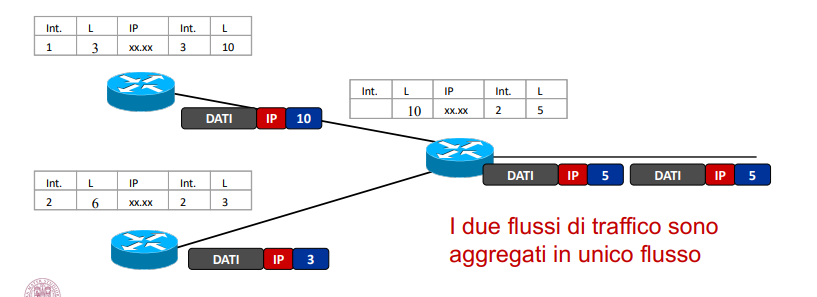 Int. L IP Int. L
1 3 xx.xx 3 10
DATI IP 10
Int. L IP Int. L
10 xx.xx 2 5
DATI IP 5 DATI IP 5
Int. L IP Int. L
2 6 xx.xx 2 3
DATI IP 3
I due flussi di traffico sono
aggregati in unico flusso